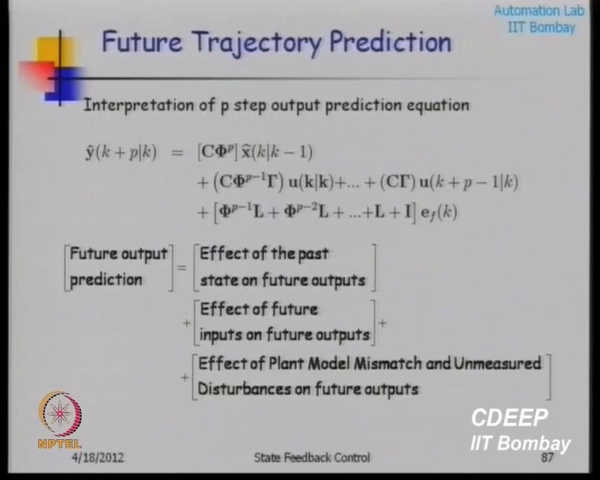 Automation Lab
IIT Bombay
Future Trajectory Prediction
Interpretation of p step output prediction equation
ŷ(k + p|k) = [CΦ^p] x̂(k|k − 1)
+ (CΦ^{p−1}Γ) u(k|k)+... + (CΓ) u(k + p − 1|k)
+ [Φ^{p−1}L + Φ^{p−2}L + ...+L + I] e_f(k)
[Future output prediction] = [Effect of the past
state on future outputs]
+ [Effect of future
inputs on future outputs] +
+ [Effect of Plant Model Mismatch and Unmeasured
Disturbances on future outputs]
NPTEL
CDEEP
IIT Bombay
4/18/2012 State Feedback Control 87